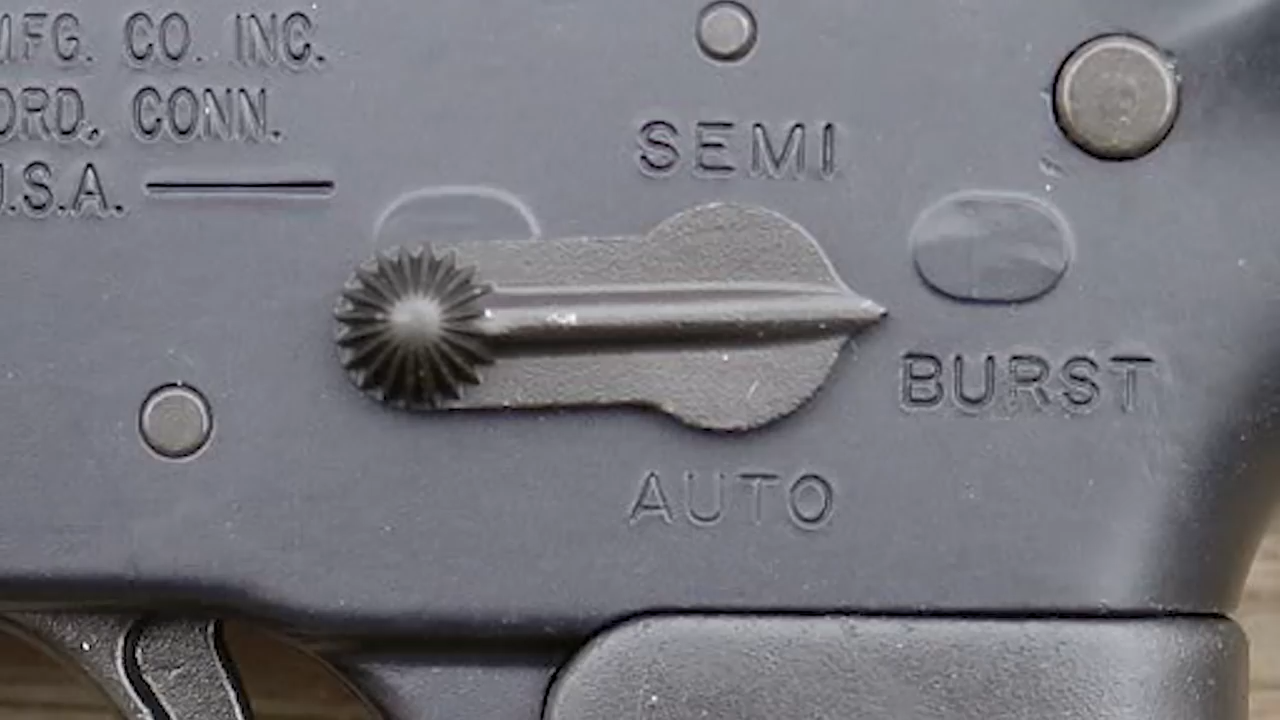 MFG. CO. INC.
ORD, CONN.
U.S.A.
SEMI
BURST
AUTO